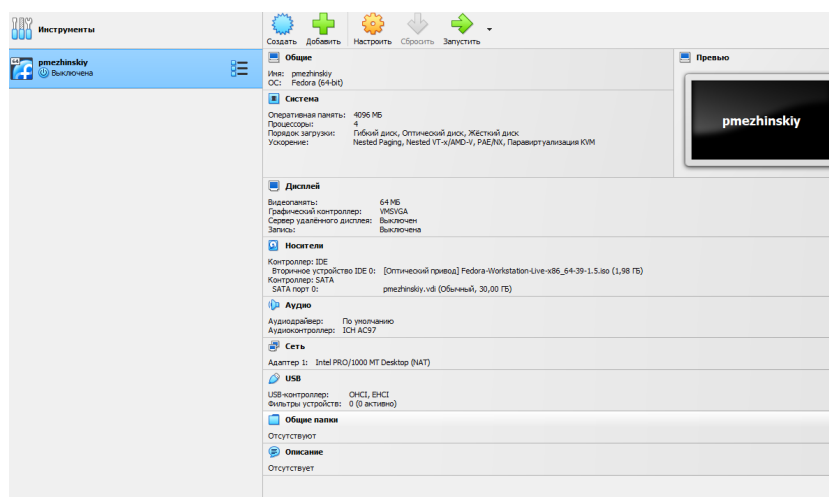 Инструменты
Создать Добавить Настроить Сбросить Запустить
64
pmezhinskiy
Выключена
Общие
Имя: pmezhinskiy
ОС: Fedora (64-bit)
Превью
pmezhinskiy
Система
Оперативная память: 4096 МБ
Процессоры: 4
Порядок загрузки: Гибкий диск, Оптический диск, Жёсткий диск
Ускорение: Nested Paging, Nested VT-x/AMD-V, PAE/NX, Паравиртуализация KVM
Дисплей
Видеопамять: 64 МБ
Графический контроллер: VMSVGA
Сервер удалённого дисплея: Выключен
Запись: Выключена
Носители
Контроллер: IDE
Вторичное устройство IDE 0: [Оптический привод] Fedora-Workstation-Live-x86_64-39-1.5.iso (1,98 ГБ)
Контроллер: SATA
SATA порт 0: pmezhinskiy.vdi (Обычный, 30,00 ГБ)
Аудио
Аудиодрайвер: По умолчанию
Аудиоконтроллер: ICH AC97
Сеть
Адаптер 1: Intel PRO/1000 MT Desktop (NAT)
USB
USB-контроллер: OHCI, EHCI
Фильтры устройств: 0 (0 активно)
Общие папки
Отсутствуют
Описание
Отсутствует